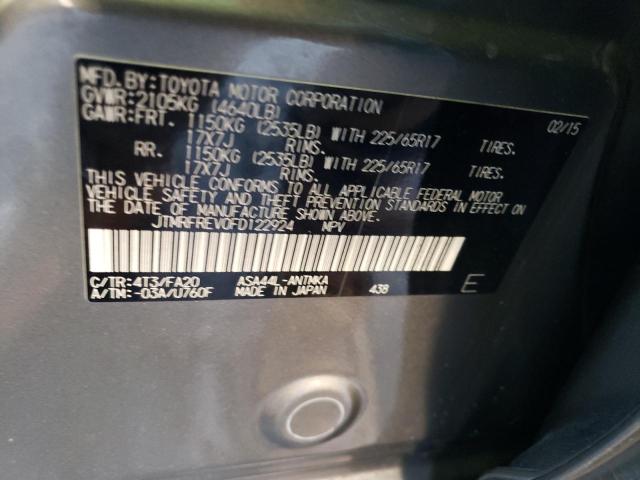 MFD. BY: TOYOTA MOTOR CORPORATION
GVWR: 2105KG (4640LB) 02/15
GAWR: FRT. 1150KG (2535LB) WITH 225/65R17 TIRES.
17X7J RIMS.
RR. 1150KG (2535LB) WITH 225/65R17 TIRES.
17X7J RIMS.
THIS VEHICLE CONFORMS TO ALL APPLICABLE FEDERAL MOTOR
VEHICLE SAFETY AND THEFT PREVENTION STANDARDS IN EFFECT ON
THE DATE OF MANUFACTURE SHOWN ABOVE.
JTMRFREV0FD122924 MPV
C/TR: 4T3/FA20 ASA44L-ANTMKA
A/TM: -03A/U760F MADE IN JAPAN 438 E